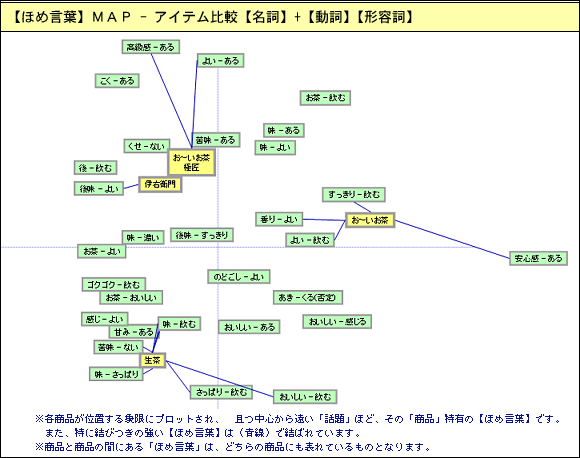 【ほめ言葉】ＭＡＰ － アイテム比較【名詞】+【動詞】【形容詞】
高級感－ある
よい－ある
こく－ある
お茶－飲む
味－ある
苦味－ある
くせ－ない
味－よい
お～いお茶
極匠
後－飲む
伊右衛門
後味－よい
すっきり－飲む
香り－よい
お～いお茶
味－濃い
後味－すっきり
よい－飲む
お茶－よい
安心感－ある
のどごし－よい
ゴクゴク－飲む
お茶－おいしい
あき－くる(否定)
感じ－よい
味－飲む
おいしい－感じる
甘み－ある
おいしい－ある
苦味－ない
生茶
味－さっぱり
さっぱり－飲む
おいしい－飲む
※各商品が位置する象限にプロットされ、 且つ中心から遠い「話題」ほど、その「商品」特有の【ほめ言葉】です。
また、特に結びつきの強い【ほめ言葉】は（青線）で結ばれています。
※商品と商品の間にある「ほめ言葉」は、どちらの商品にも表れているものとなります。